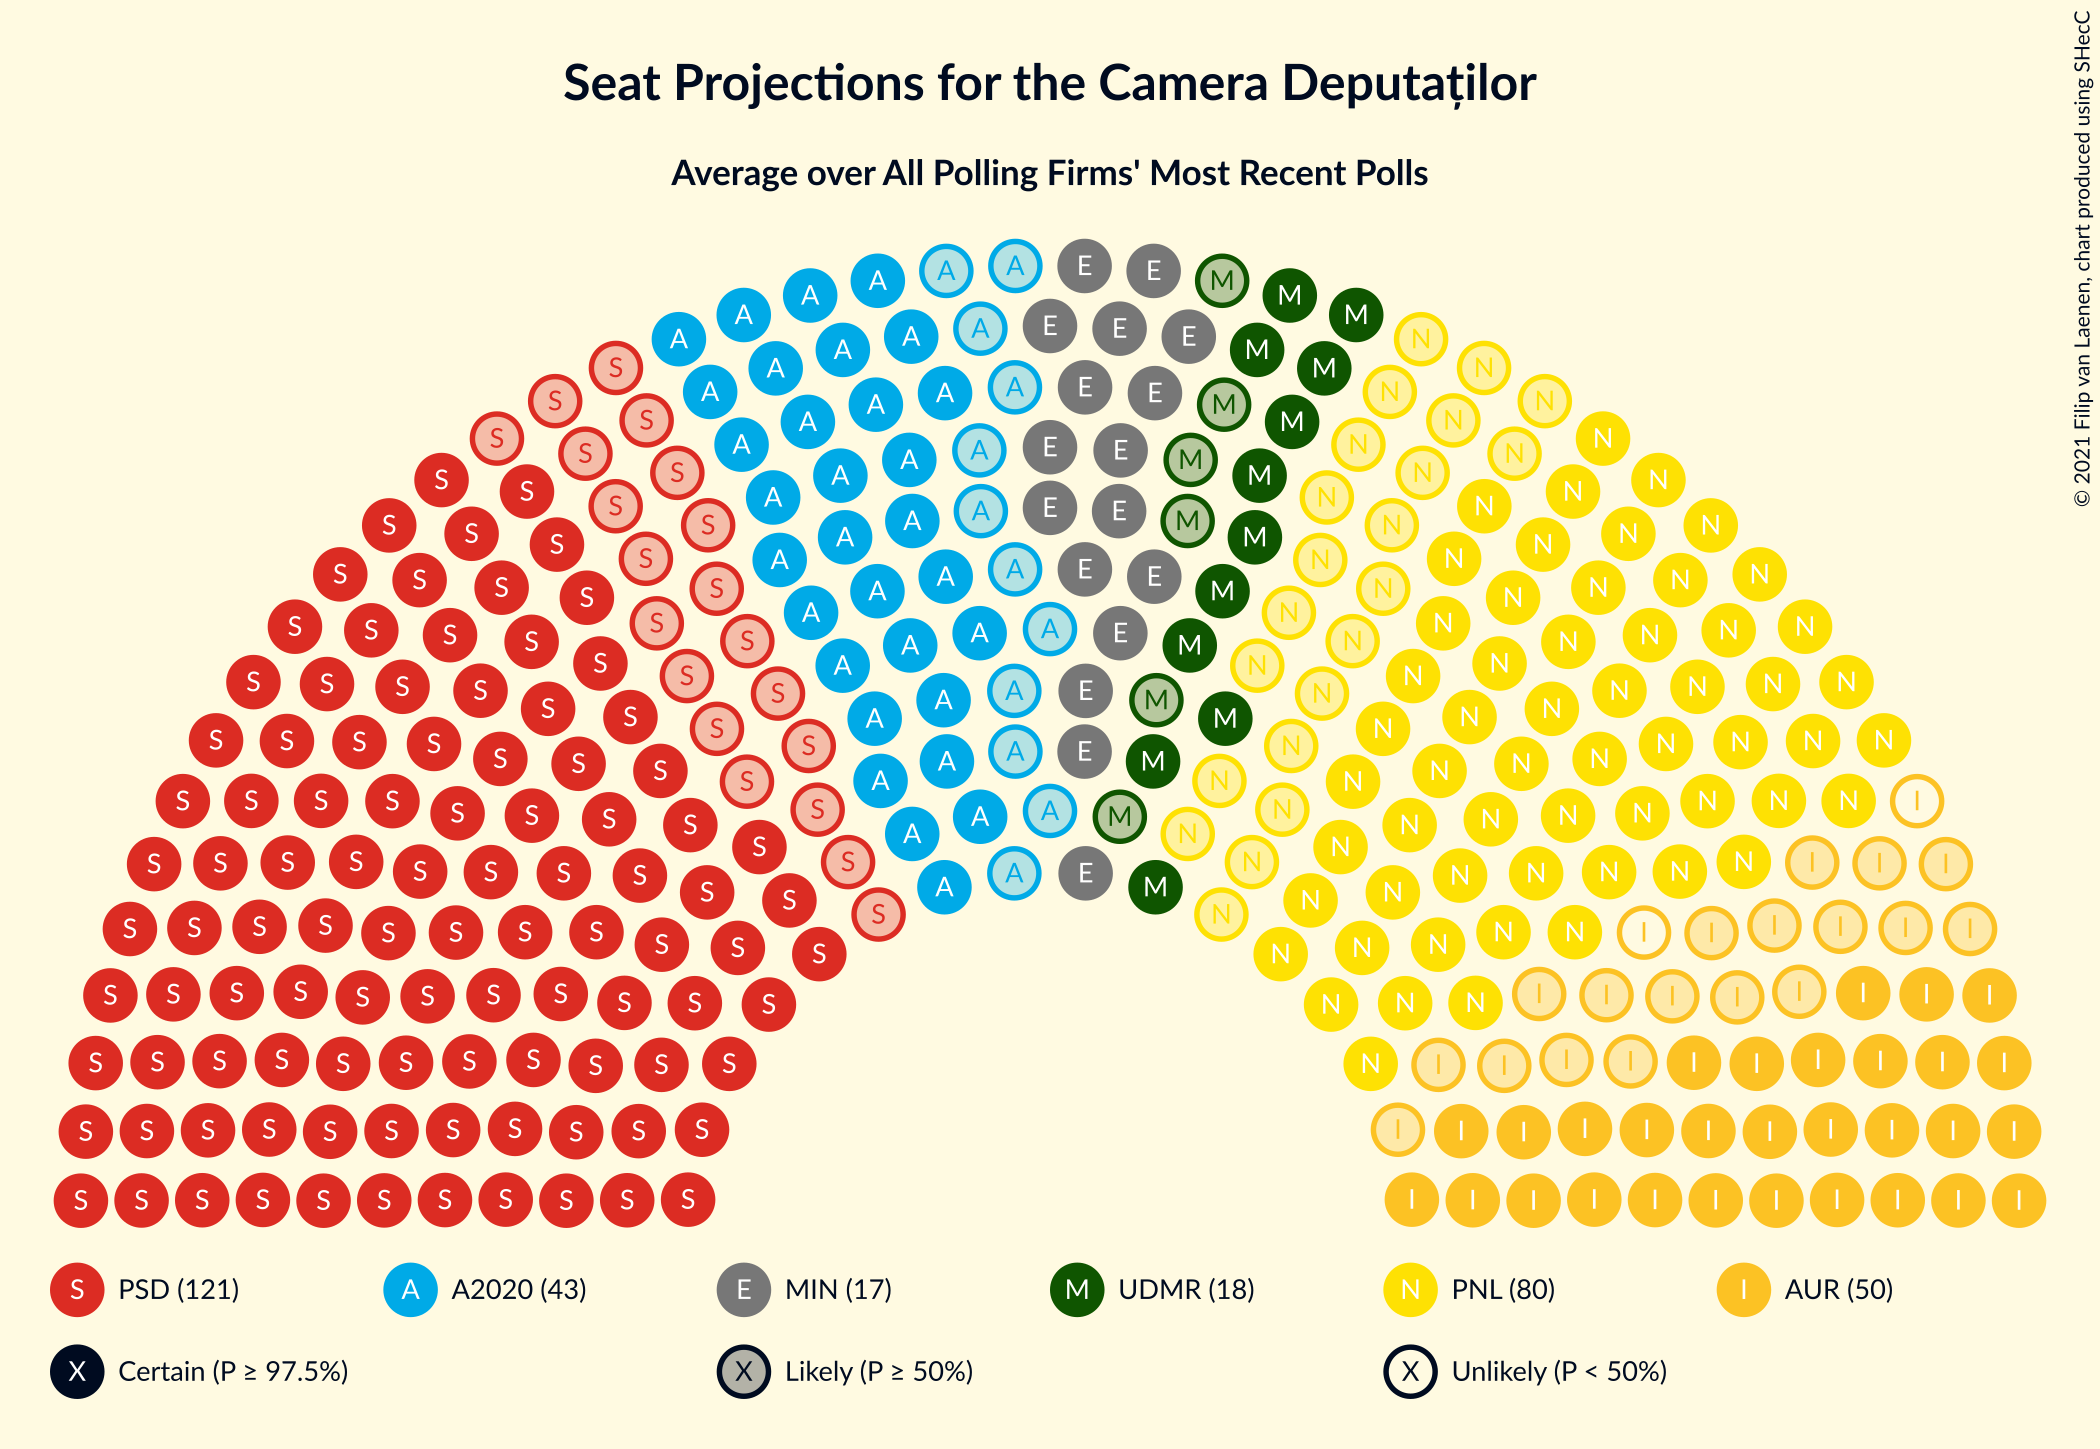 Seat Projections for the Camera Deputaților
Average over All Polling Firms' Most Recent Polls
© 2021 Filip van Laenen, chart produced using SHecC
S PSD (121) A A2020 (43) E MIN (17) M UDMR (18) N PNL (80) I AUR (50)
X Certain (P ≥ 97.5%) X Likely (P ≥ 50%) X Unlikely (P < 50%)